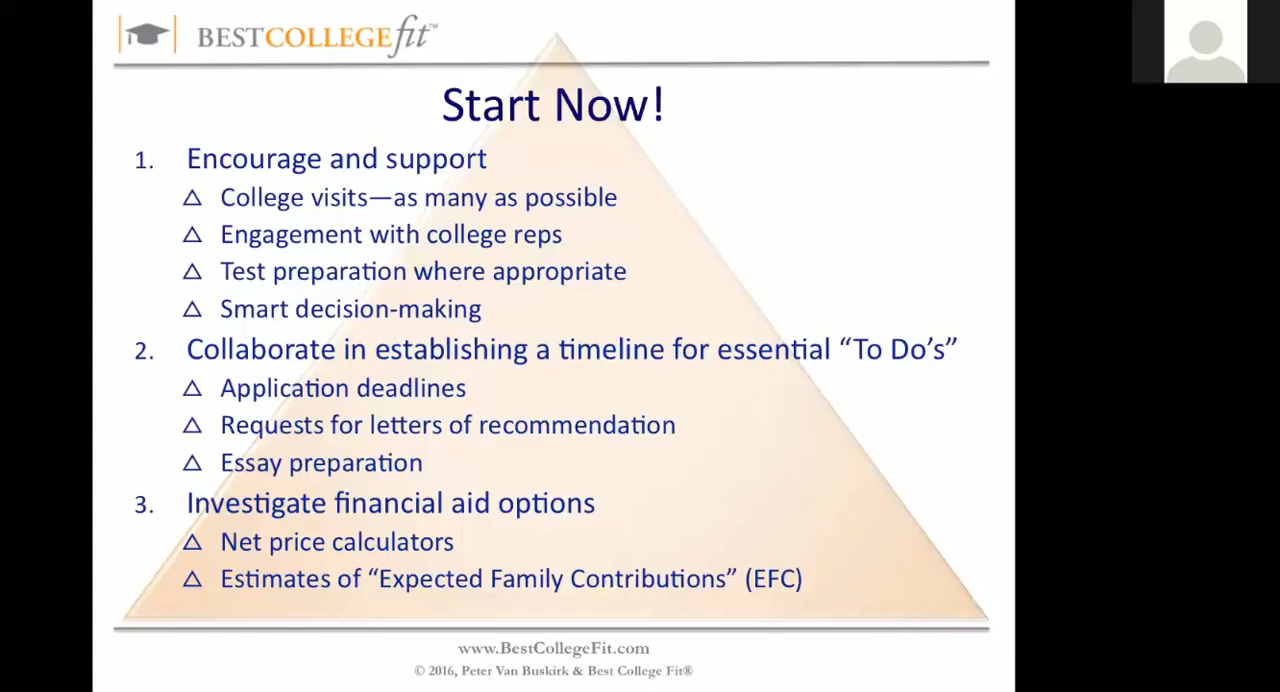 BESTCOLLEGEfit™
Start Now!
1. Encourage and support
△ College visits—as many as possible
△ Engagement with college reps
△ Test preparation where appropriate
△ Smart decision-making
2. Collaborate in establishing a timeline for essential “To Do’s”
△ Application deadlines
△ Requests for letters of recommendation
△ Essay preparation
3. Investigate financial aid options
△ Net price calculators
△ Estimates of “Expected Family Contributions” (EFC)
www.BestCollegeFit.com
© 2016, Peter Van Buskirk & Best College Fit®